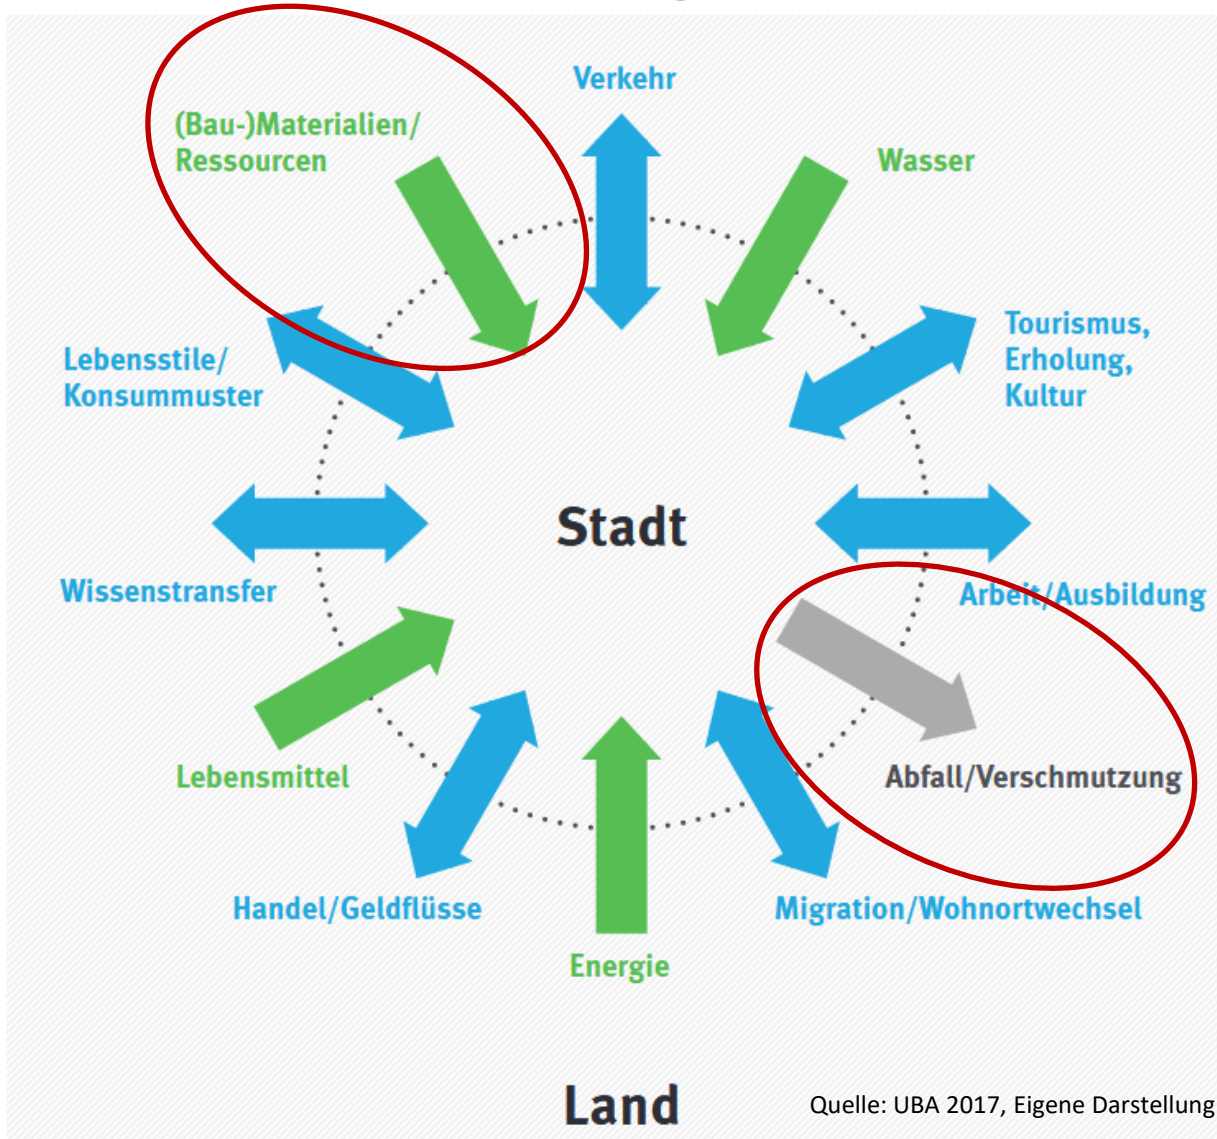 Verkehr
(Bau-)Materialien/
Ressourcen
Wasser
Tourismus,
Erholung,
Kultur
Lebensstile/
Konsummuster
Stadt
Wissenstransfer
Arbeit/Ausbildung
Lebensmittel
Abfall/Verschmutzung
Handel/Geldflüsse
Migration/Wohnortwechsel
Energie
Land
Quelle: UBA 2017, Eigene Darstellung